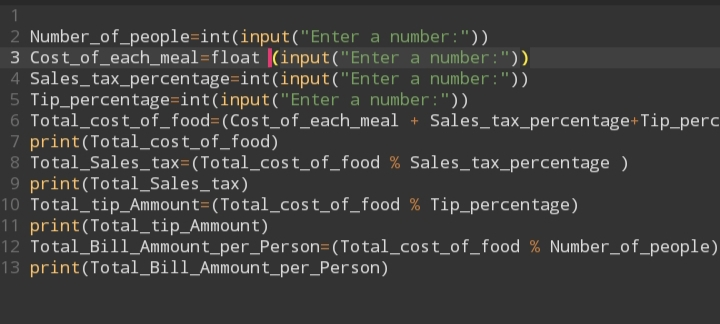 1
2 Number_of_people=int(input("Enter a number:"))
3 Cost_of_each_meal=float (input("Enter a number:"))
4 Sales_tax_percentage=int(input("Enter a number:"))
5 Tip_percentage=int(input("Enter a number:"))
6 Total_cost_of_food=(Cost_of_each_meal + Sales_tax_percentage+Tip_perc
7 print(Total_cost_of_food)
8 Total_Sales_tax=(Total_cost_of_food % Sales_tax_percentage )
9 print(Total_Sales_tax)
10 Total_tip_Ammount=(Total_cost_of_food % Tip_percentage)
11 print(Total_tip_Ammount)
12 Total_Bill_Ammount_per_Person=(Total_cost_of_food % Number_of_people)
13 print(Total_Bill_Ammount_per_Person)